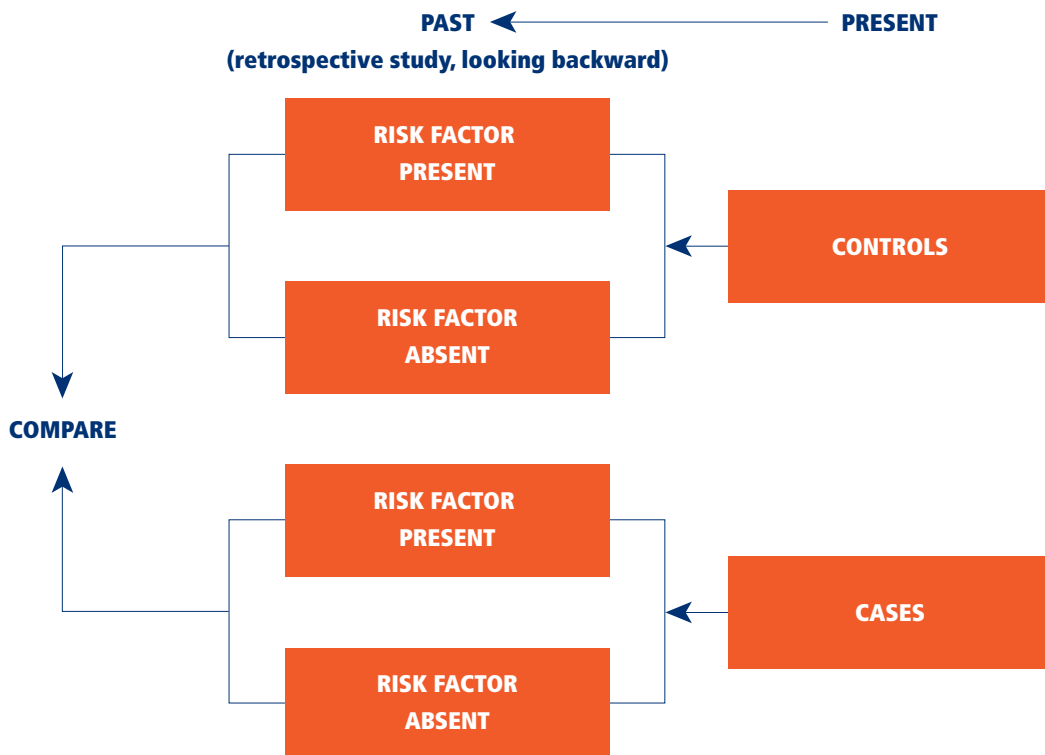 PAST PRESENT
(retrospective study, looking backward)
RISK FACTOR
PRESENT
CONTROLS
RISK FACTOR
ABSENT
COMPARE
RISK FACTOR
PRESENT
CASES
RISK FACTOR
ABSENT